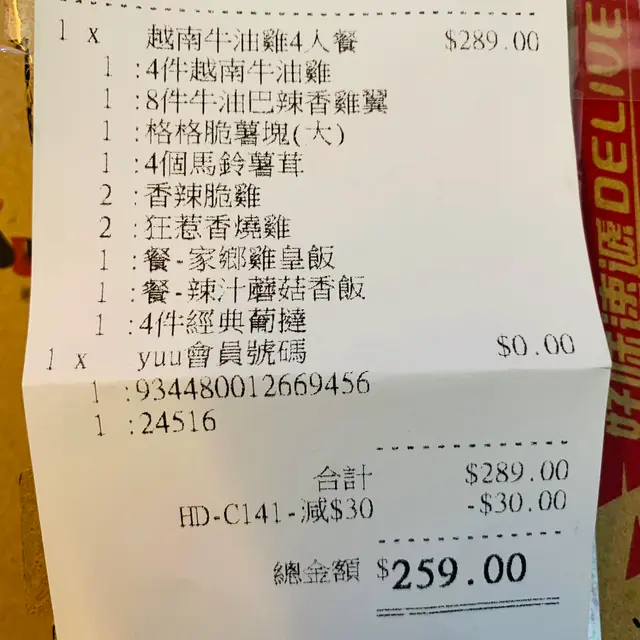 1 x 越南牛油雞4人餐 $289.00
1 :4件越南牛油雞
1 :8件牛油巴辣香雞翼
1 :格格脆薯塊(大)
1 :4個馬鈴薯茸
2 :香辣脆雞
2 :狂惹香燒雞
1 :餐-家鄉雞皇飯
1 :餐-辣汁蘑菇香飯
1 :4件經典葡撻
1 x yuu會員號碼 $0.00
1 :934480012669456
1 :24516
合計 $289.00
HD-C141-減$30 -$30.00
總金額 $259.00
好味速遞 DELIVE